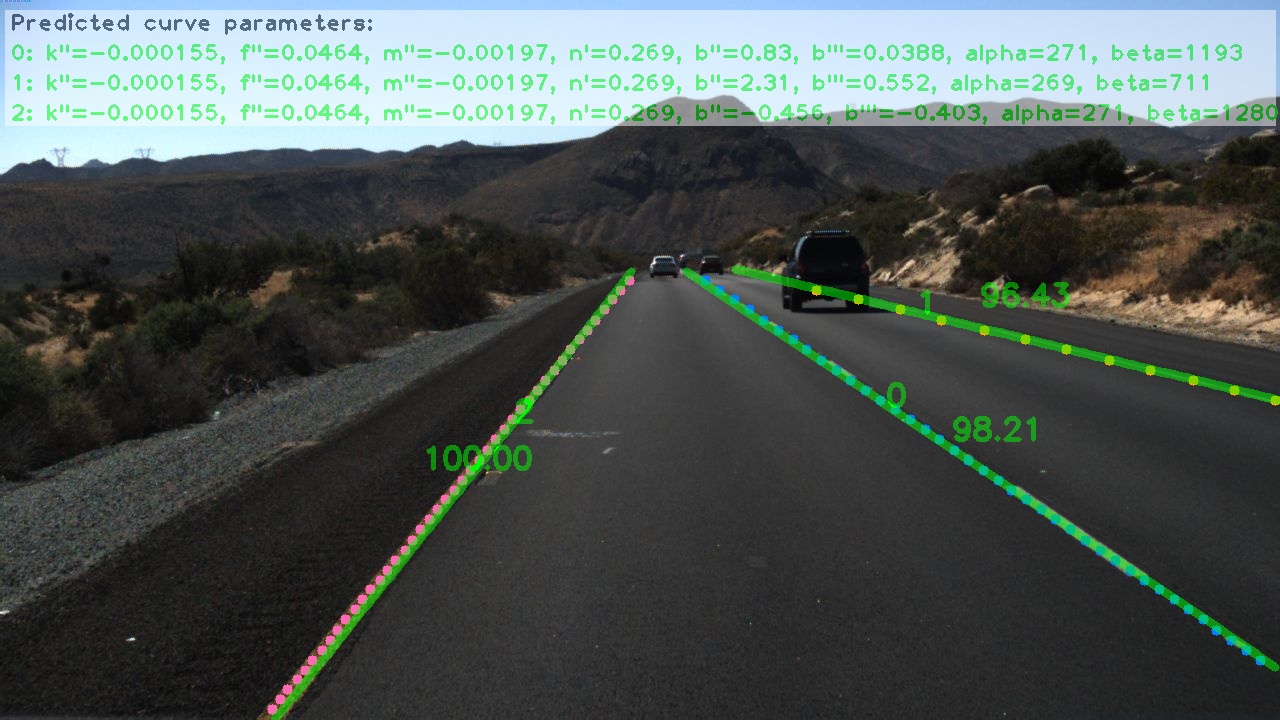 Predicted curve parameters:
0: k''=-0.000155, f''=0.0464, m''=-0.00197, n'=0.269, b''=0.83, b'''=0.0388, alpha=271, beta=1193
1: k''=-0.000155, f''=0.0464, m''=-0.00197, n'=0.269, b''=2.31, b'''=0.552, alpha=269, beta=711
2: k''=-0.000155, f''=0.0464, m''=-0.00197, n'=0.269, b''=-0.456, b'''=-0.403, alpha=271, beta=1280
1 96.43
0
2
98.21
100.00